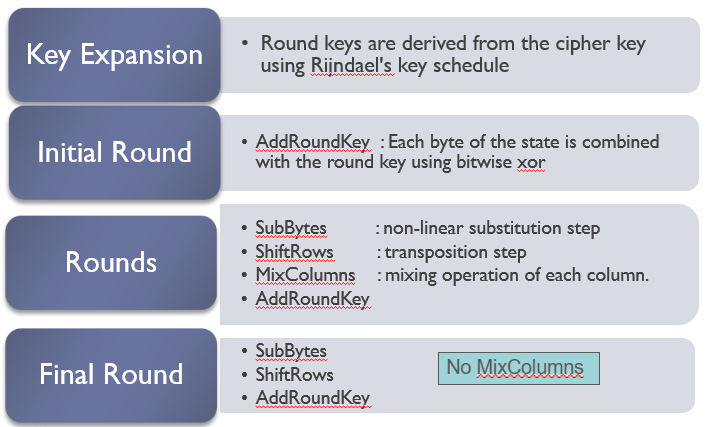 Key Expansion
• Round keys are derived from the cipher key
using Rijndael's key schedule
Initial Round
• AddRoundKey : Each byte of the state is combined
with the round key using bitwise xor
Rounds
• SubBytes : non-linear substitution step
• ShiftRows : transposition step
• MixColumns : mixing operation of each column.
• AddRoundKey
Final Round
• SubBytes
• ShiftRows
• AddRoundKey
No MixColumns